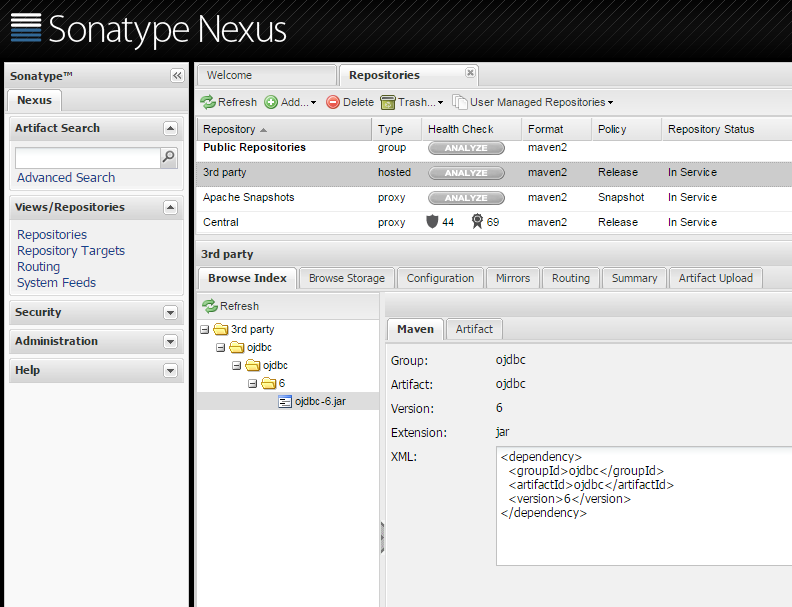 Sonatype Nexus
Sonatype™
Nexus
Artifact Search
Advanced Search
Views/Repositories
Repositories
Repository Targets
Routing
System Feeds
Security
Administration
Help
Welcome
Repositories
Refresh Add... Delete Trash... User Managed Repositories
Repository Type Health Check Format Policy Repository Status
Public Repositories group ANALYZE maven2
3rd party hosted ANALYZE maven2 Release In Service
Apache Snapshots proxy ANALYZE maven2 Snapshot In Service
Central proxy 44 69 maven2 Release In Service
3rd party
Browse Index Browse Storage Configuration Mirrors Routing Summary Artifact Upload
Refresh
3rd party
ojdbc
ojdbc
6
ojdbc-6.jar
Maven Artifact
Group: ojdbc
Artifact: ojdbc
Version: 6
Extension: jar
XML:
<dependency>
<groupId>ojdbc</groupId>
<artifactId>ojdbc</artifactId>
<version>6</version>
</dependency>